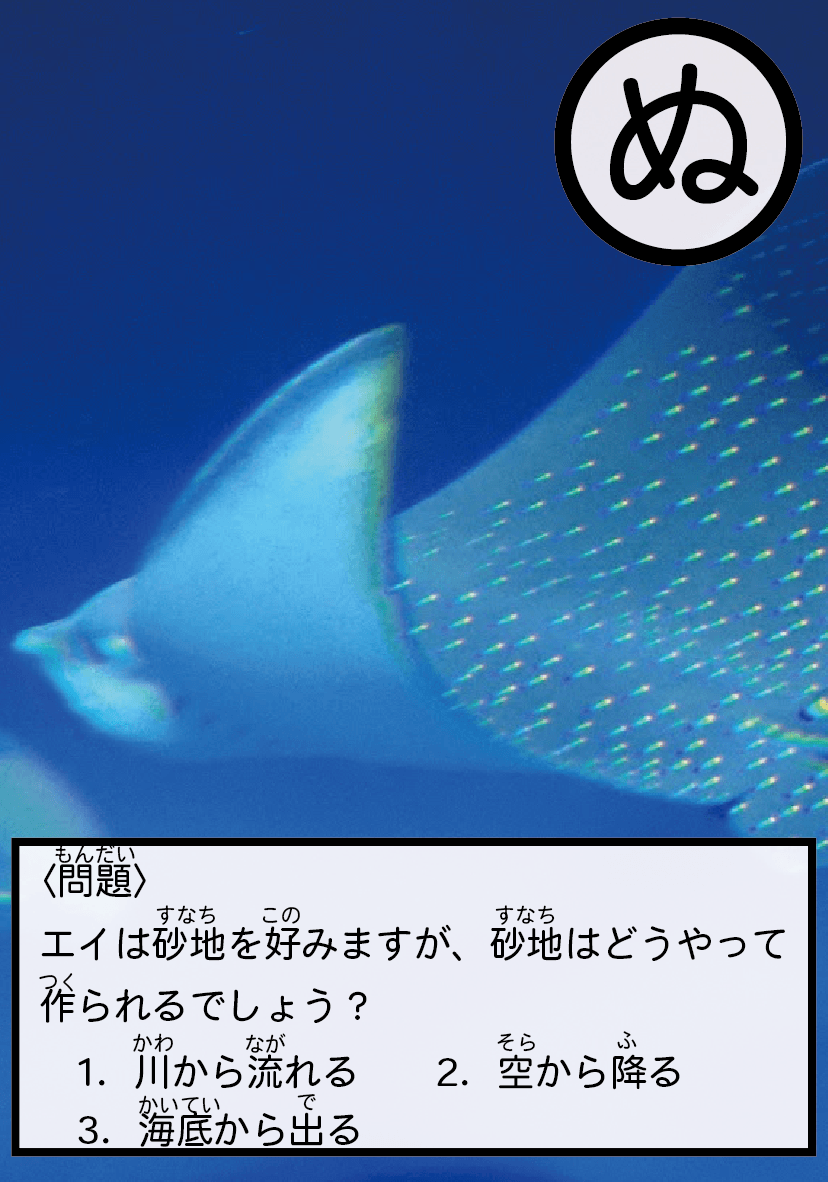 ぬ
もんだい
〈問題〉
すなち この すなち
エイは砂地を好みますが、砂地はどうやって
つく
作られるでしょう？
かわ なが そら ふ
1. 川から流れる 2. 空から降る
かいてい で
3. 海底から出る